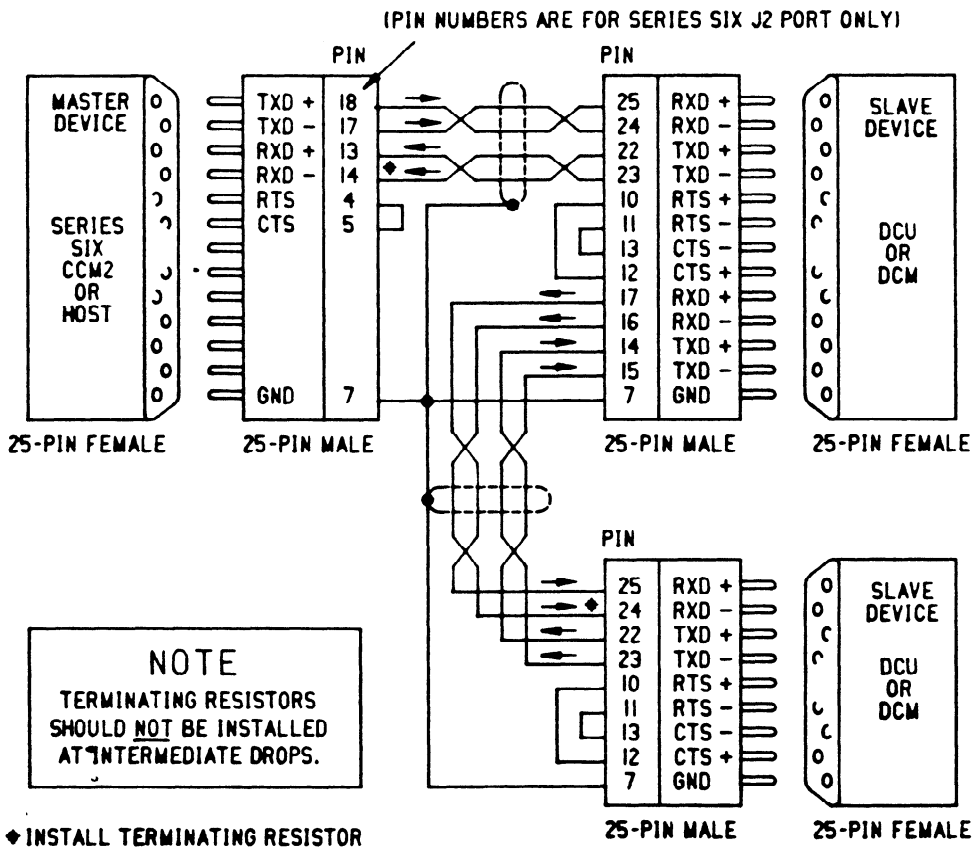 (PIN NUMBERS ARE FOR SERIES SIX J2 PORT ONLY)
PIN
MASTER
DEVICE
SERIES
SIX
CCM2
OR
HOST
25-PIN FEMALE
TXD + 18
TXD - 17
RXD + 13
RXD - 14
RTS 4
CTS 5
GND 7
25-PIN MALE
PIN
25 RXD +
24 RXD -
22 TXD +
23 TXD -
10 RTS +
11 RTS -
13 CTS -
12 CTS +
17 RXD +
16 RXD -
14 TXD +
15 TXD -
7 GND
25-PIN MALE
SLAVE
DEVICE
DCU
OR
DCM
25-PIN FEMALE
PIN
25 RXD +
24 RXD -
22 TXD +
23 TXD -
10 RTS +
11 RTS -
13 CTS -
12 CTS +
7 GND
25-PIN MALE
SLAVE
DEVICE
DCU
OR
DCM
25-PIN FEMALE
NOTE
TERMINATING RESISTORS
SHOULD NOT BE INSTALLED
AT INTERMEDIATE DROPS.
◆ INSTALL TERMINATING RESISTOR